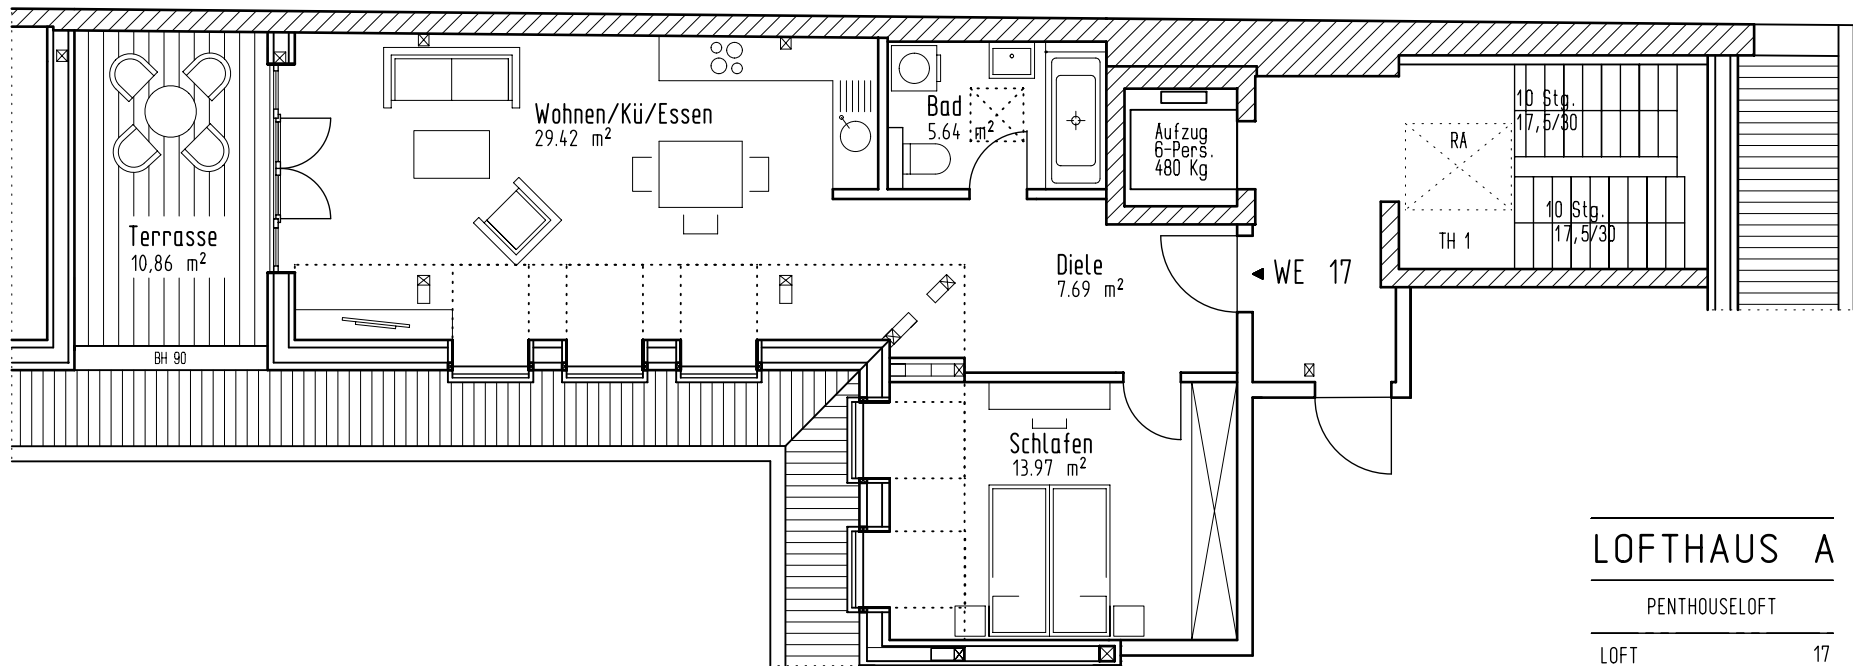 Wohnen/Kü/Essen
29.42 m²
Bad
5.64 m²
Aufzug
6-Pers.
480 Kg
10 Stg.
17,5/30
RA
10 Stg.
17,5/30
TH 1
Terrasse
10,86 m²
Diele
7.69 m²
WE 17
BH 90
Schlafen
13.97 m²
LOFTHAUS A
PENTHOUSELOFT
LOFT 17